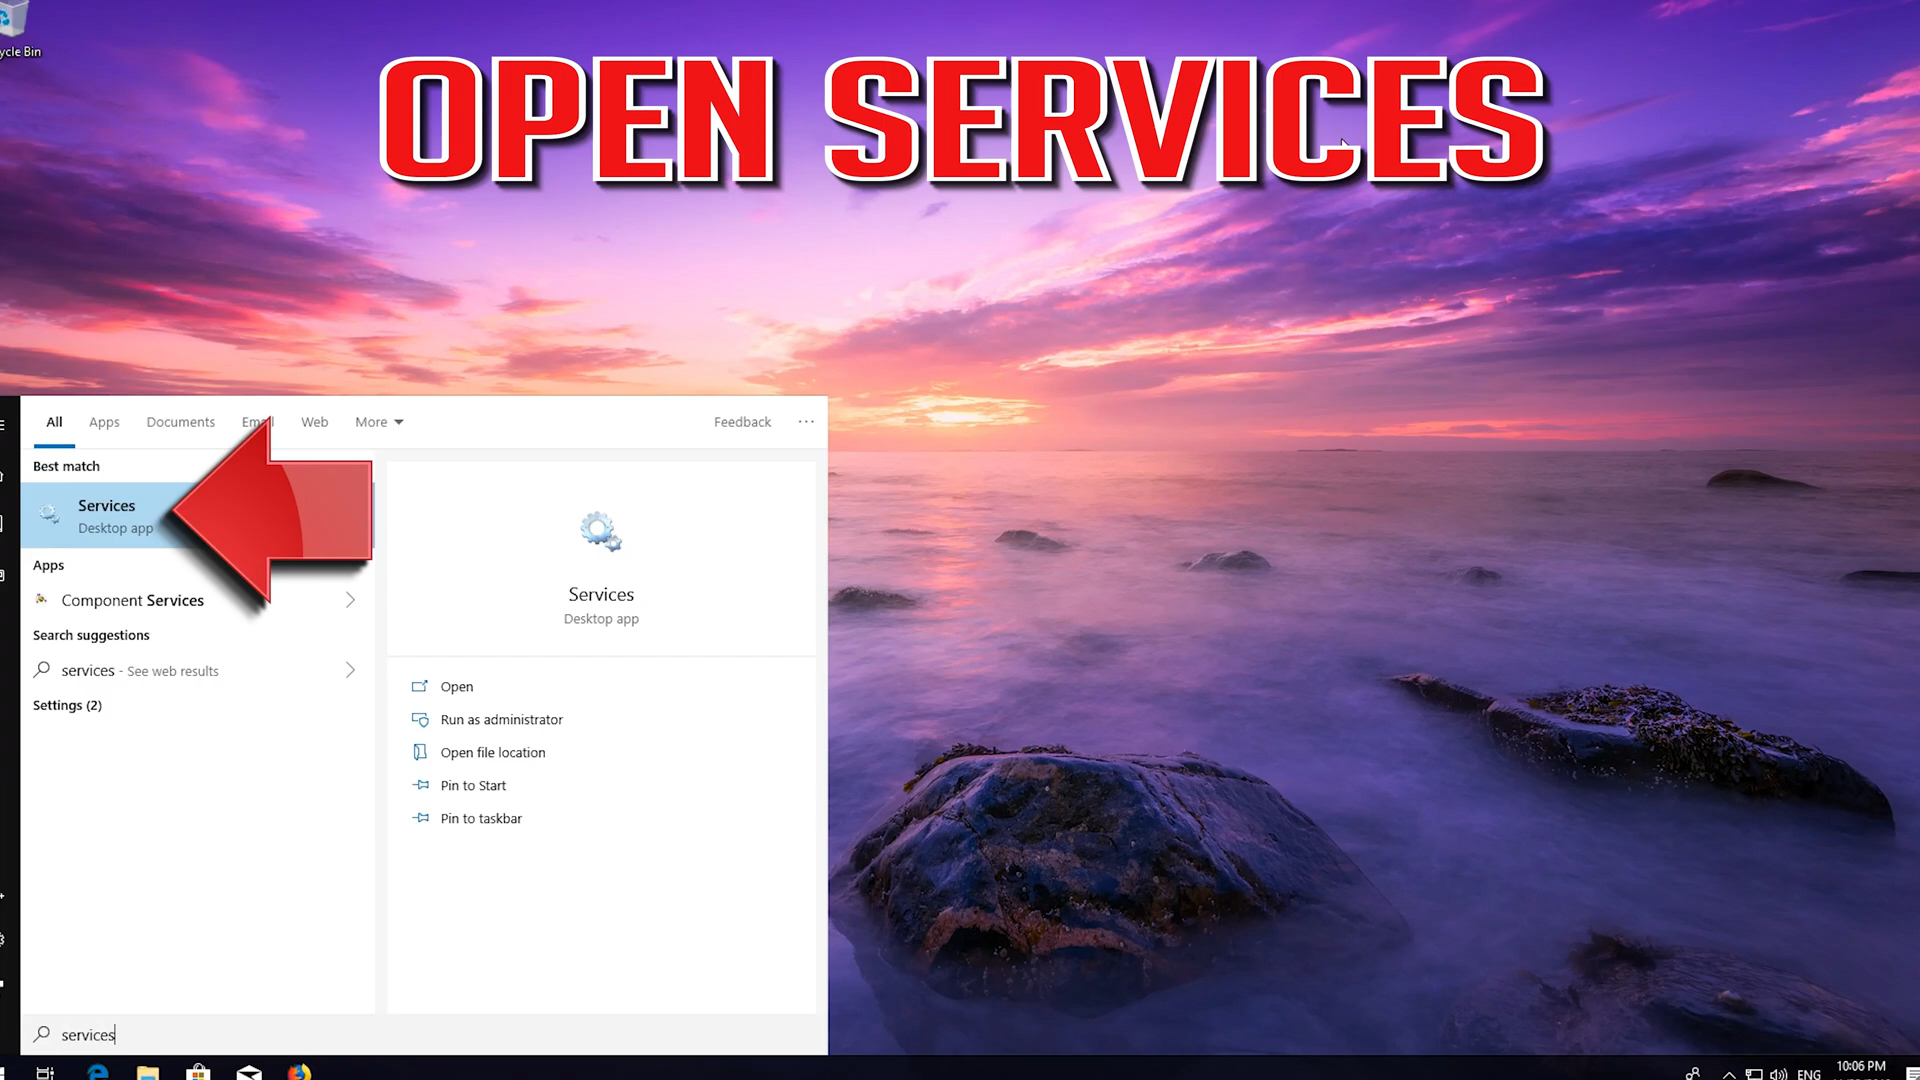 ycle Bin
OPEN SERVICES
All Apps Documents Email Web More Feedback ...
Best match
Services
Desktop app
Apps
Component Services
Search suggestions
services - See web results
Settings (2)
Services
Desktop app
Open
Run as administrator
Open file location
Pin to Start
Pin to taskbar
services
ENG
10:06 PM